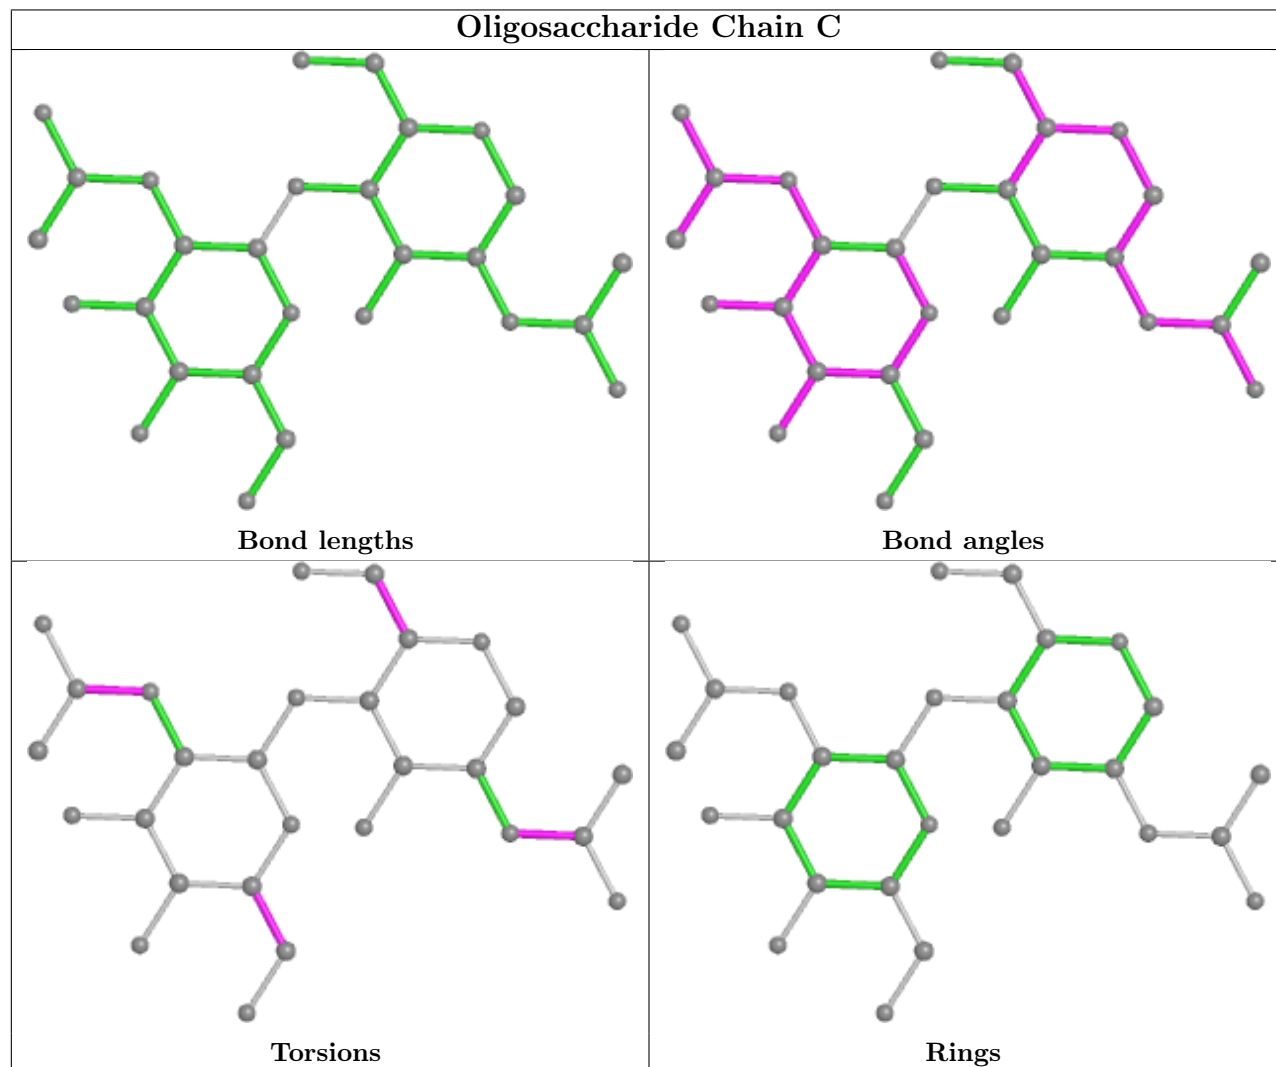 Oligosaccharide Chain C
Bond lengths
Bond angles
Torsions
Rings